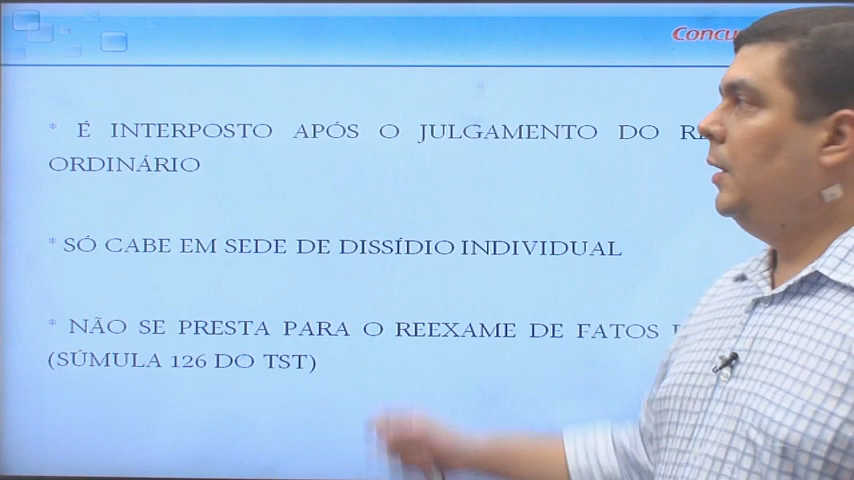 * É INTERPOSTO APÓS O JULGAMENTO DO
ORDINÁRIO
* SÓ CABE EM SEDE DE DISSÍDIO INDIVIDUAL
* NÃO SE PRESTA PARA O REEXAME DE FATOS
(SÚMULA 126 DO TST)